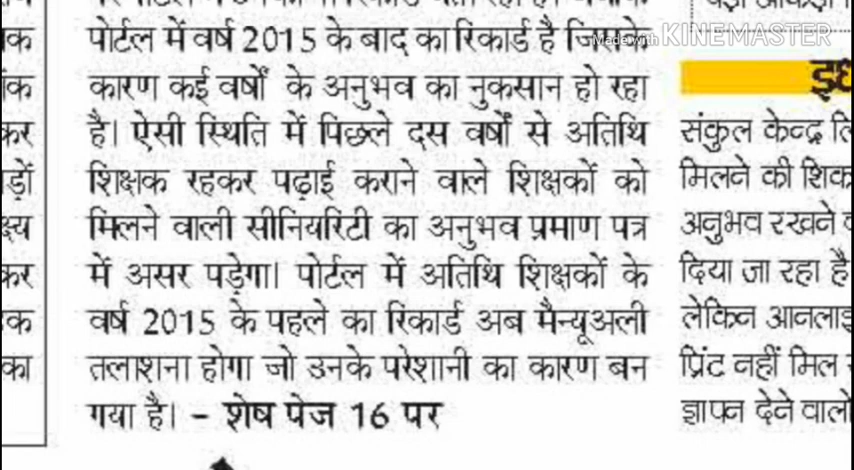 पोर्टल में वर्ष 2015 के बाद का रिकार्ड है जिसके
कारण कई वर्षों के अनुभव का नुकसान हो रहा
है। ऐसी स्थिति में पिछले दस वर्षों से अतिथि
शिक्षक रहकर पढ़ाई कराने वाले शिक्षकों को
मिलने वाली सीनियरिटी का अनुभव प्रमाण पत्र
में असर पड़ेगा। पोर्टल में अतिथि शिक्षकों के
वर्ष 2015 के पहले का रिकार्ड अब मैन्यूअली
तलाशना होगा जो उनके परेशानी का कारण बन
गया है। - शेष पेज 16 पर
Made with KINEMASTER
संकुल केन्द्र
मिलने की
अनुभव रखने
दिया जा रहा है
लेकिन
प्रिंट नहीं मिल
ज्ञापन देने